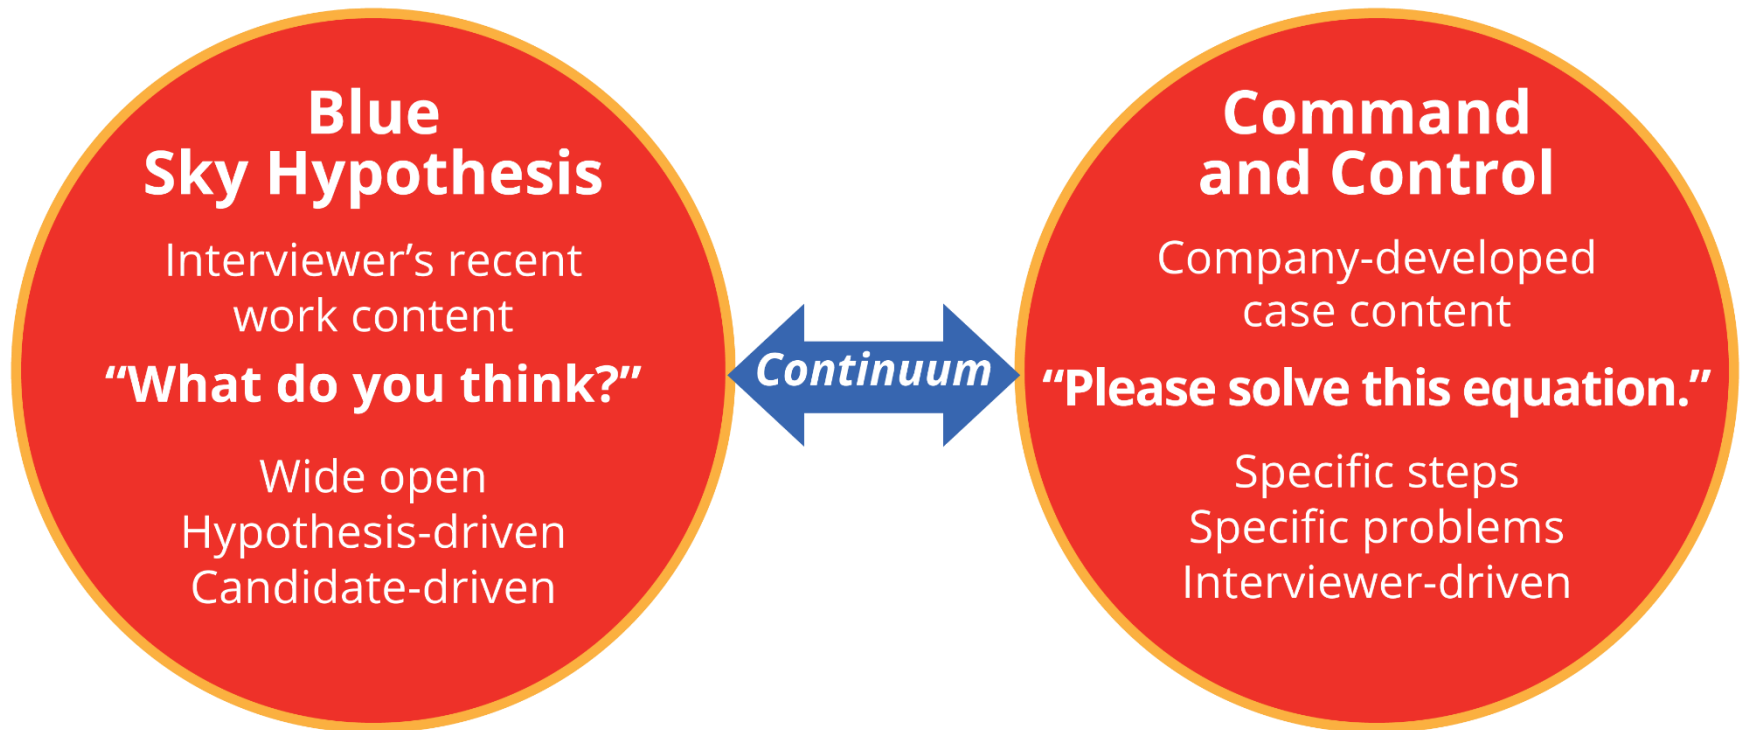 Blue
Sky Hypothesis
Interviewer’s recent
work content
“What do you think?”
Wide open
Hypothesis-driven
Candidate-driven
Continuum
Command
and Control
Company-developed
case content
“Please solve this equation.”
Specific steps
Specific problems
Interviewer-driven